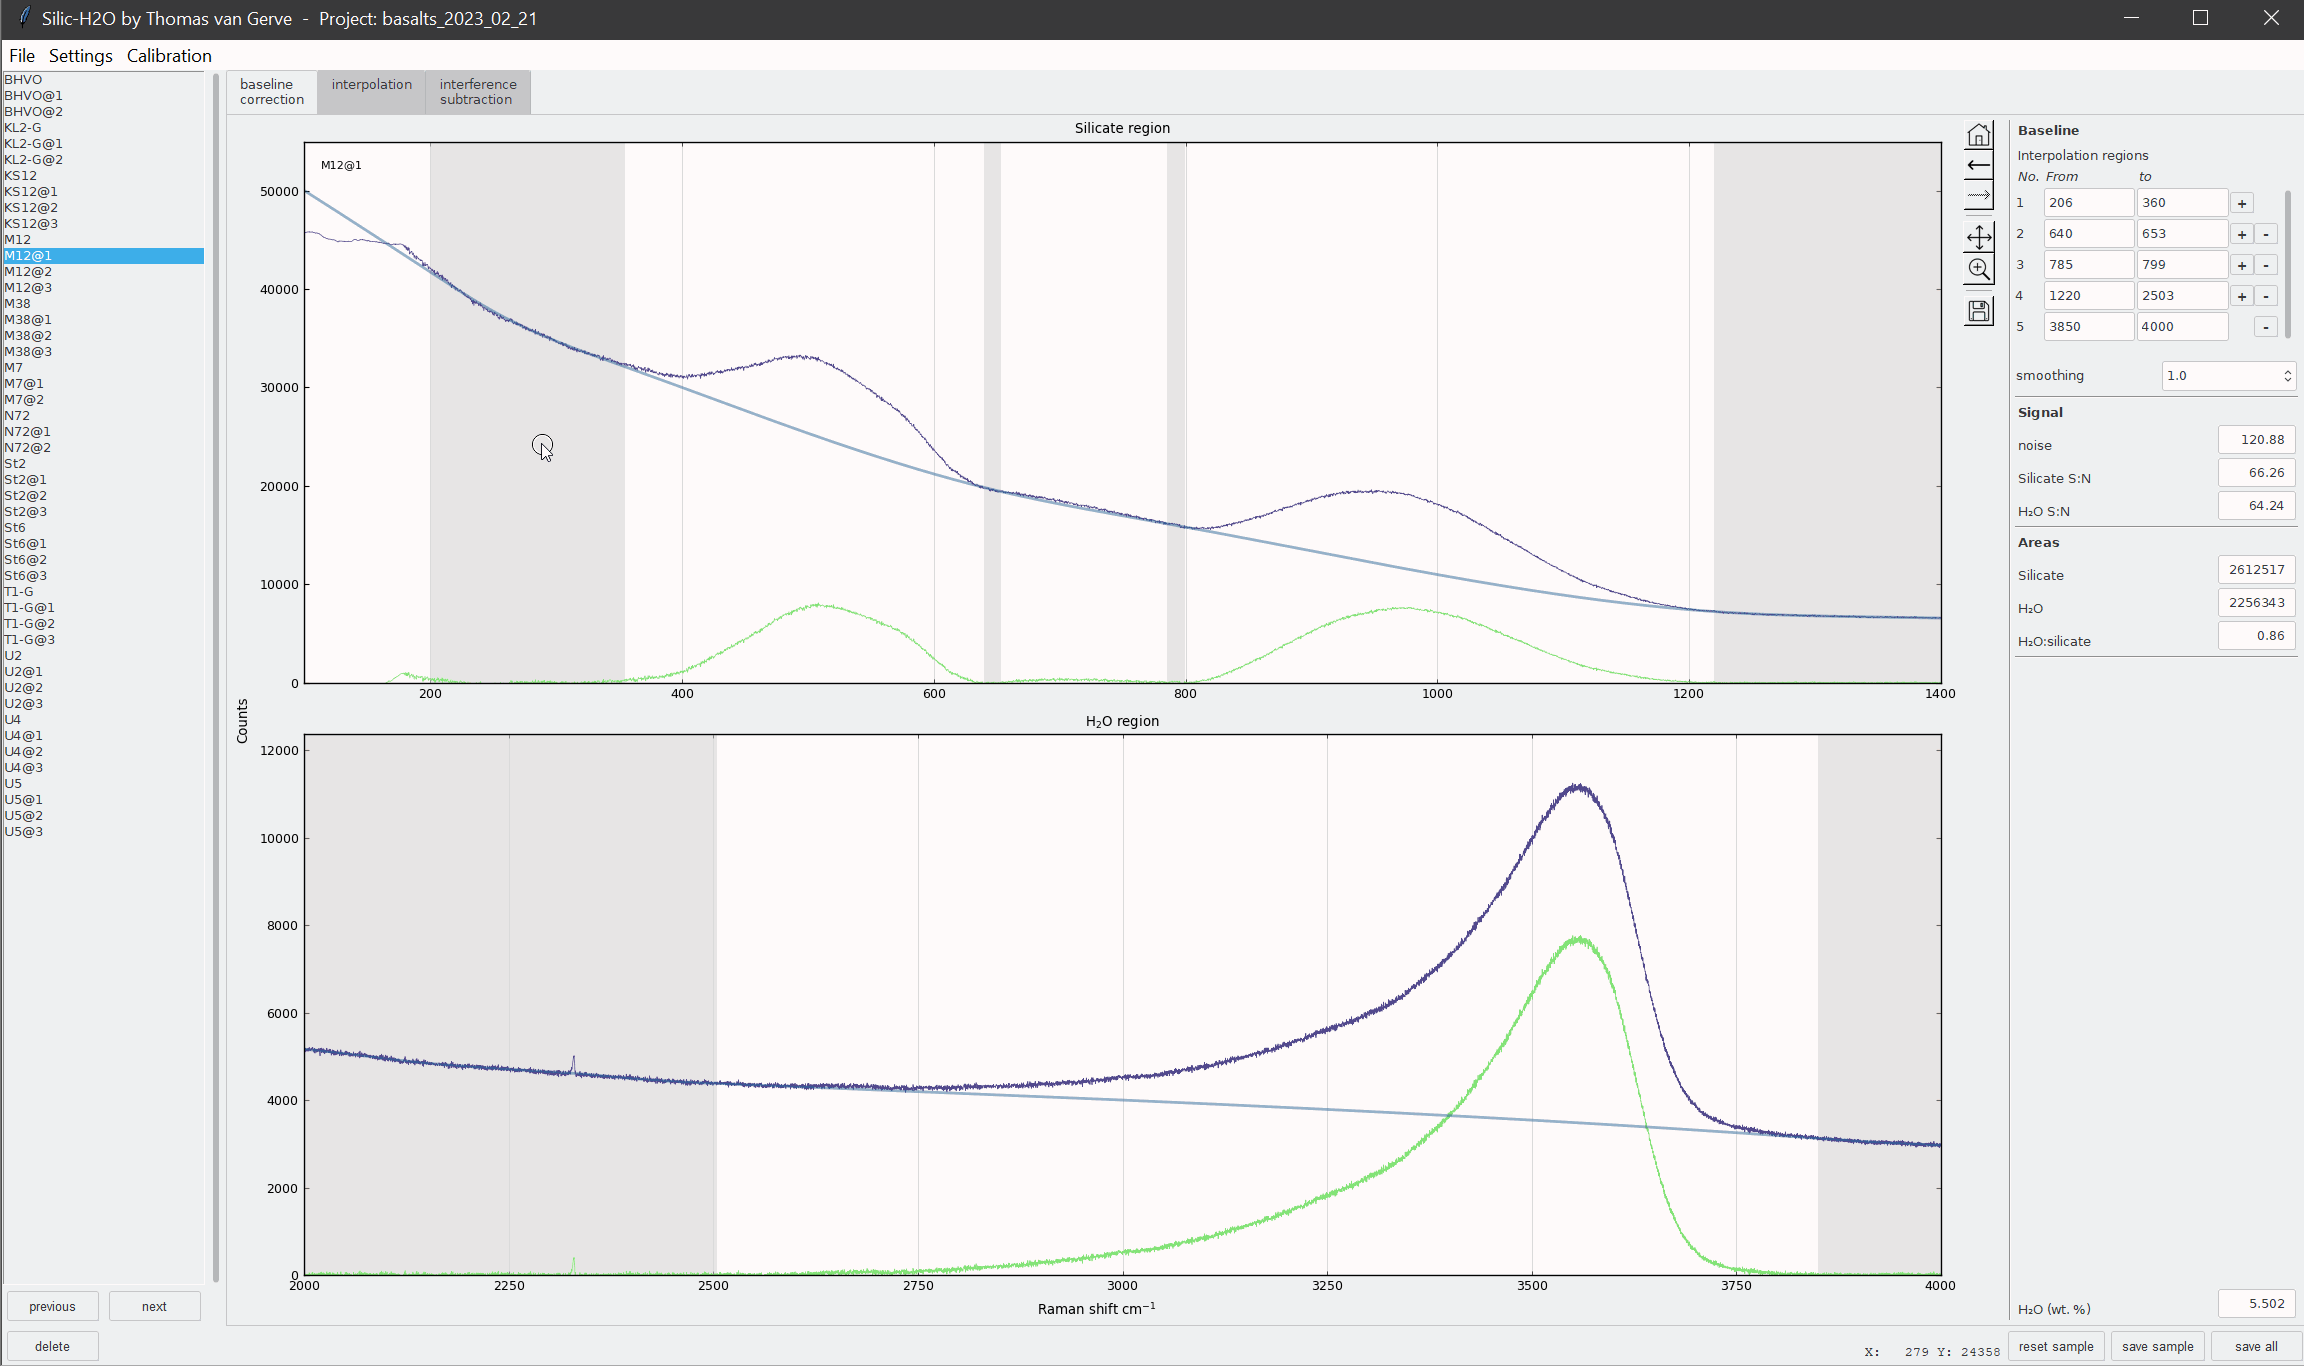 Silic-H2O by Thomas van Gerve - Project: basalts_2023_02_21
File Settings Calibration
BHVO
BHVO@1
BHVO@2
KL2-G
KL2-G@1
KL2-G@2
KS12
KS12@1
KS12@2
KS12@3
M12
M12@1
M12@2
M12@3
M38
M38@1
M38@2
M38@3
M7
M7@1
M7@2
N72
N72@1
N72@2
St2
St2@1
St2@2
St2@3
St6
St6@1
St6@2
St6@3
T1-G
T1-G@1
T1-G@2
T1-G@3
U2
U2@1
U2@2
U2@3
U4
U4@1
U4@2
U4@3
U5
U5@1
U5@2
U5@3
previous next
delete
baseline
correction
interpolation
interference
subtraction
Silicate region
M12@1
50000
40000
30000
20000
10000
0
200 400 600 800 1000 1200 1400
Counts
H₂O region
12000
10000
8000
6000
4000
2000
0
2000 2250 2500 2750 3000 3250 3500 3750 4000
Raman shift cm⁻¹
Baseline
Interpolation regions
No. From to
1 206 360 +
2 640 653 + -
3 785 799 + -
4 1220 2503 + -
5 3850 4000 -
smoothing 1.0
Signal
noise 120.88
Silicate S:N 66.26
H₂O S:N 64.24
Areas
Silicate 2612517
H₂O 2256343
H₂O:silicate 0.86
H₂O (wt. %) 5.502
X: 279 Y: 24358
reset sample save sample save all